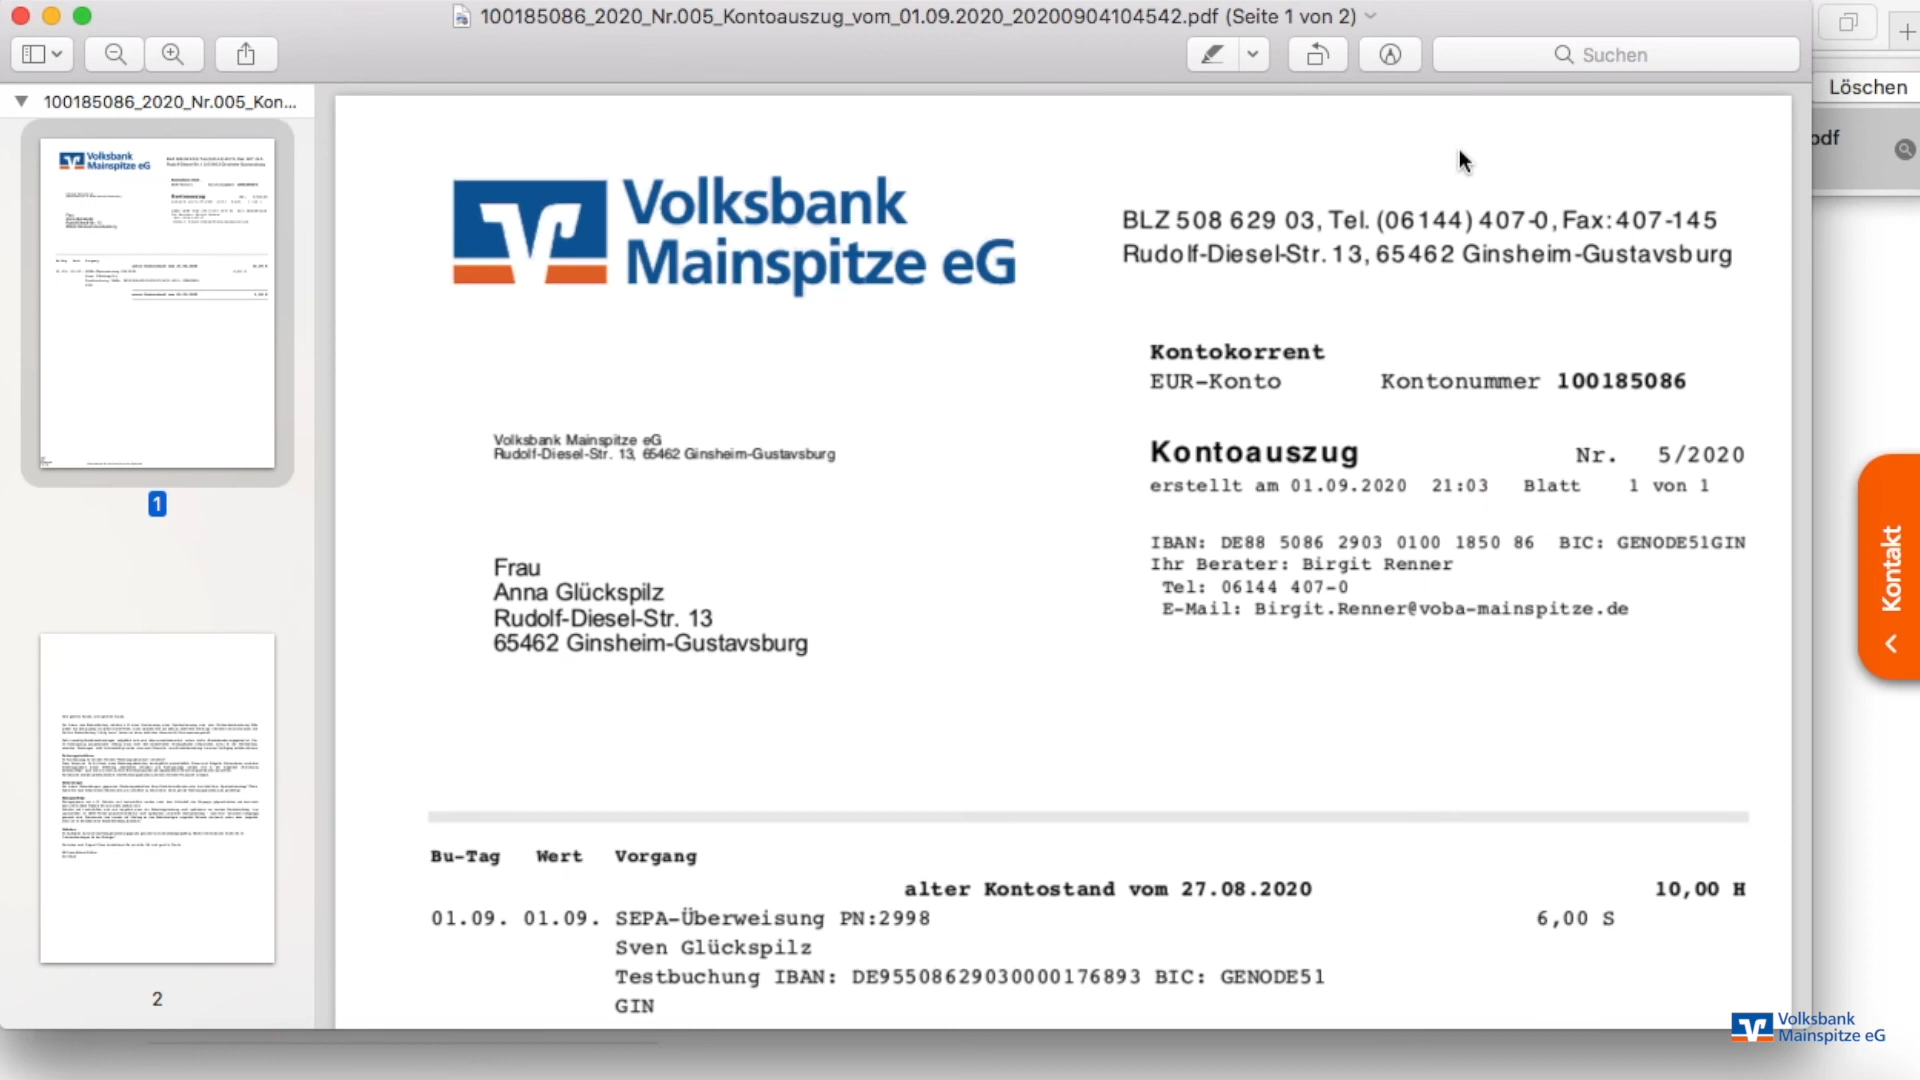 100185086_2020_Nr.005_Kontoauszug_vom_01.09.2020_20200904104542.pdf (Seite 1 von 2)
Suchen
Löschen
100185086_2020_Nr.005_Kon...
pdf
Volksbank
Mainspitze eG
1
2
Volksbank
Mainspitze eG
BLZ 508 629 03, Tel. (06144) 407-0, Fax: 407-145
Rudolf-Diesel-Str. 13, 65462 Ginsheim-Gustavsburg
Kontokorrent
EUR-Konto Kontonummer 100185086
Volksbank Mainspitze eG
Rudolf-Diesel-Str. 13, 65462 Ginsheim-Gustavsburg
Kontoauszug Nr. 5/2020
erstellt am 01.09.2020 21:03 Blatt 1 von 1
IBAN: DE88 5086 2903 0100 1850 86 BIC: GENODE51GIN
Ihr Berater: Birgit Renner
Tel: 06144 407-0
E-Mail: Birgit.Renner@voba-mainspitze.de
Frau
Anna Glückspilz
Rudolf-Diesel-Str. 13
65462 Ginsheim-Gustavsburg
Kontakt
Bu-Tag Wert Vorgang
alter Kontostand vom 27.08.2020 10,00 H
01.09. 01.09. SEPA-Überweisung PN:2998 6,00 S
Sven Glückspilz
Testbuchung IBAN: DE95508629030000176893 BIC: GENODE51
GIN
Volksbank
Mainspitze eG